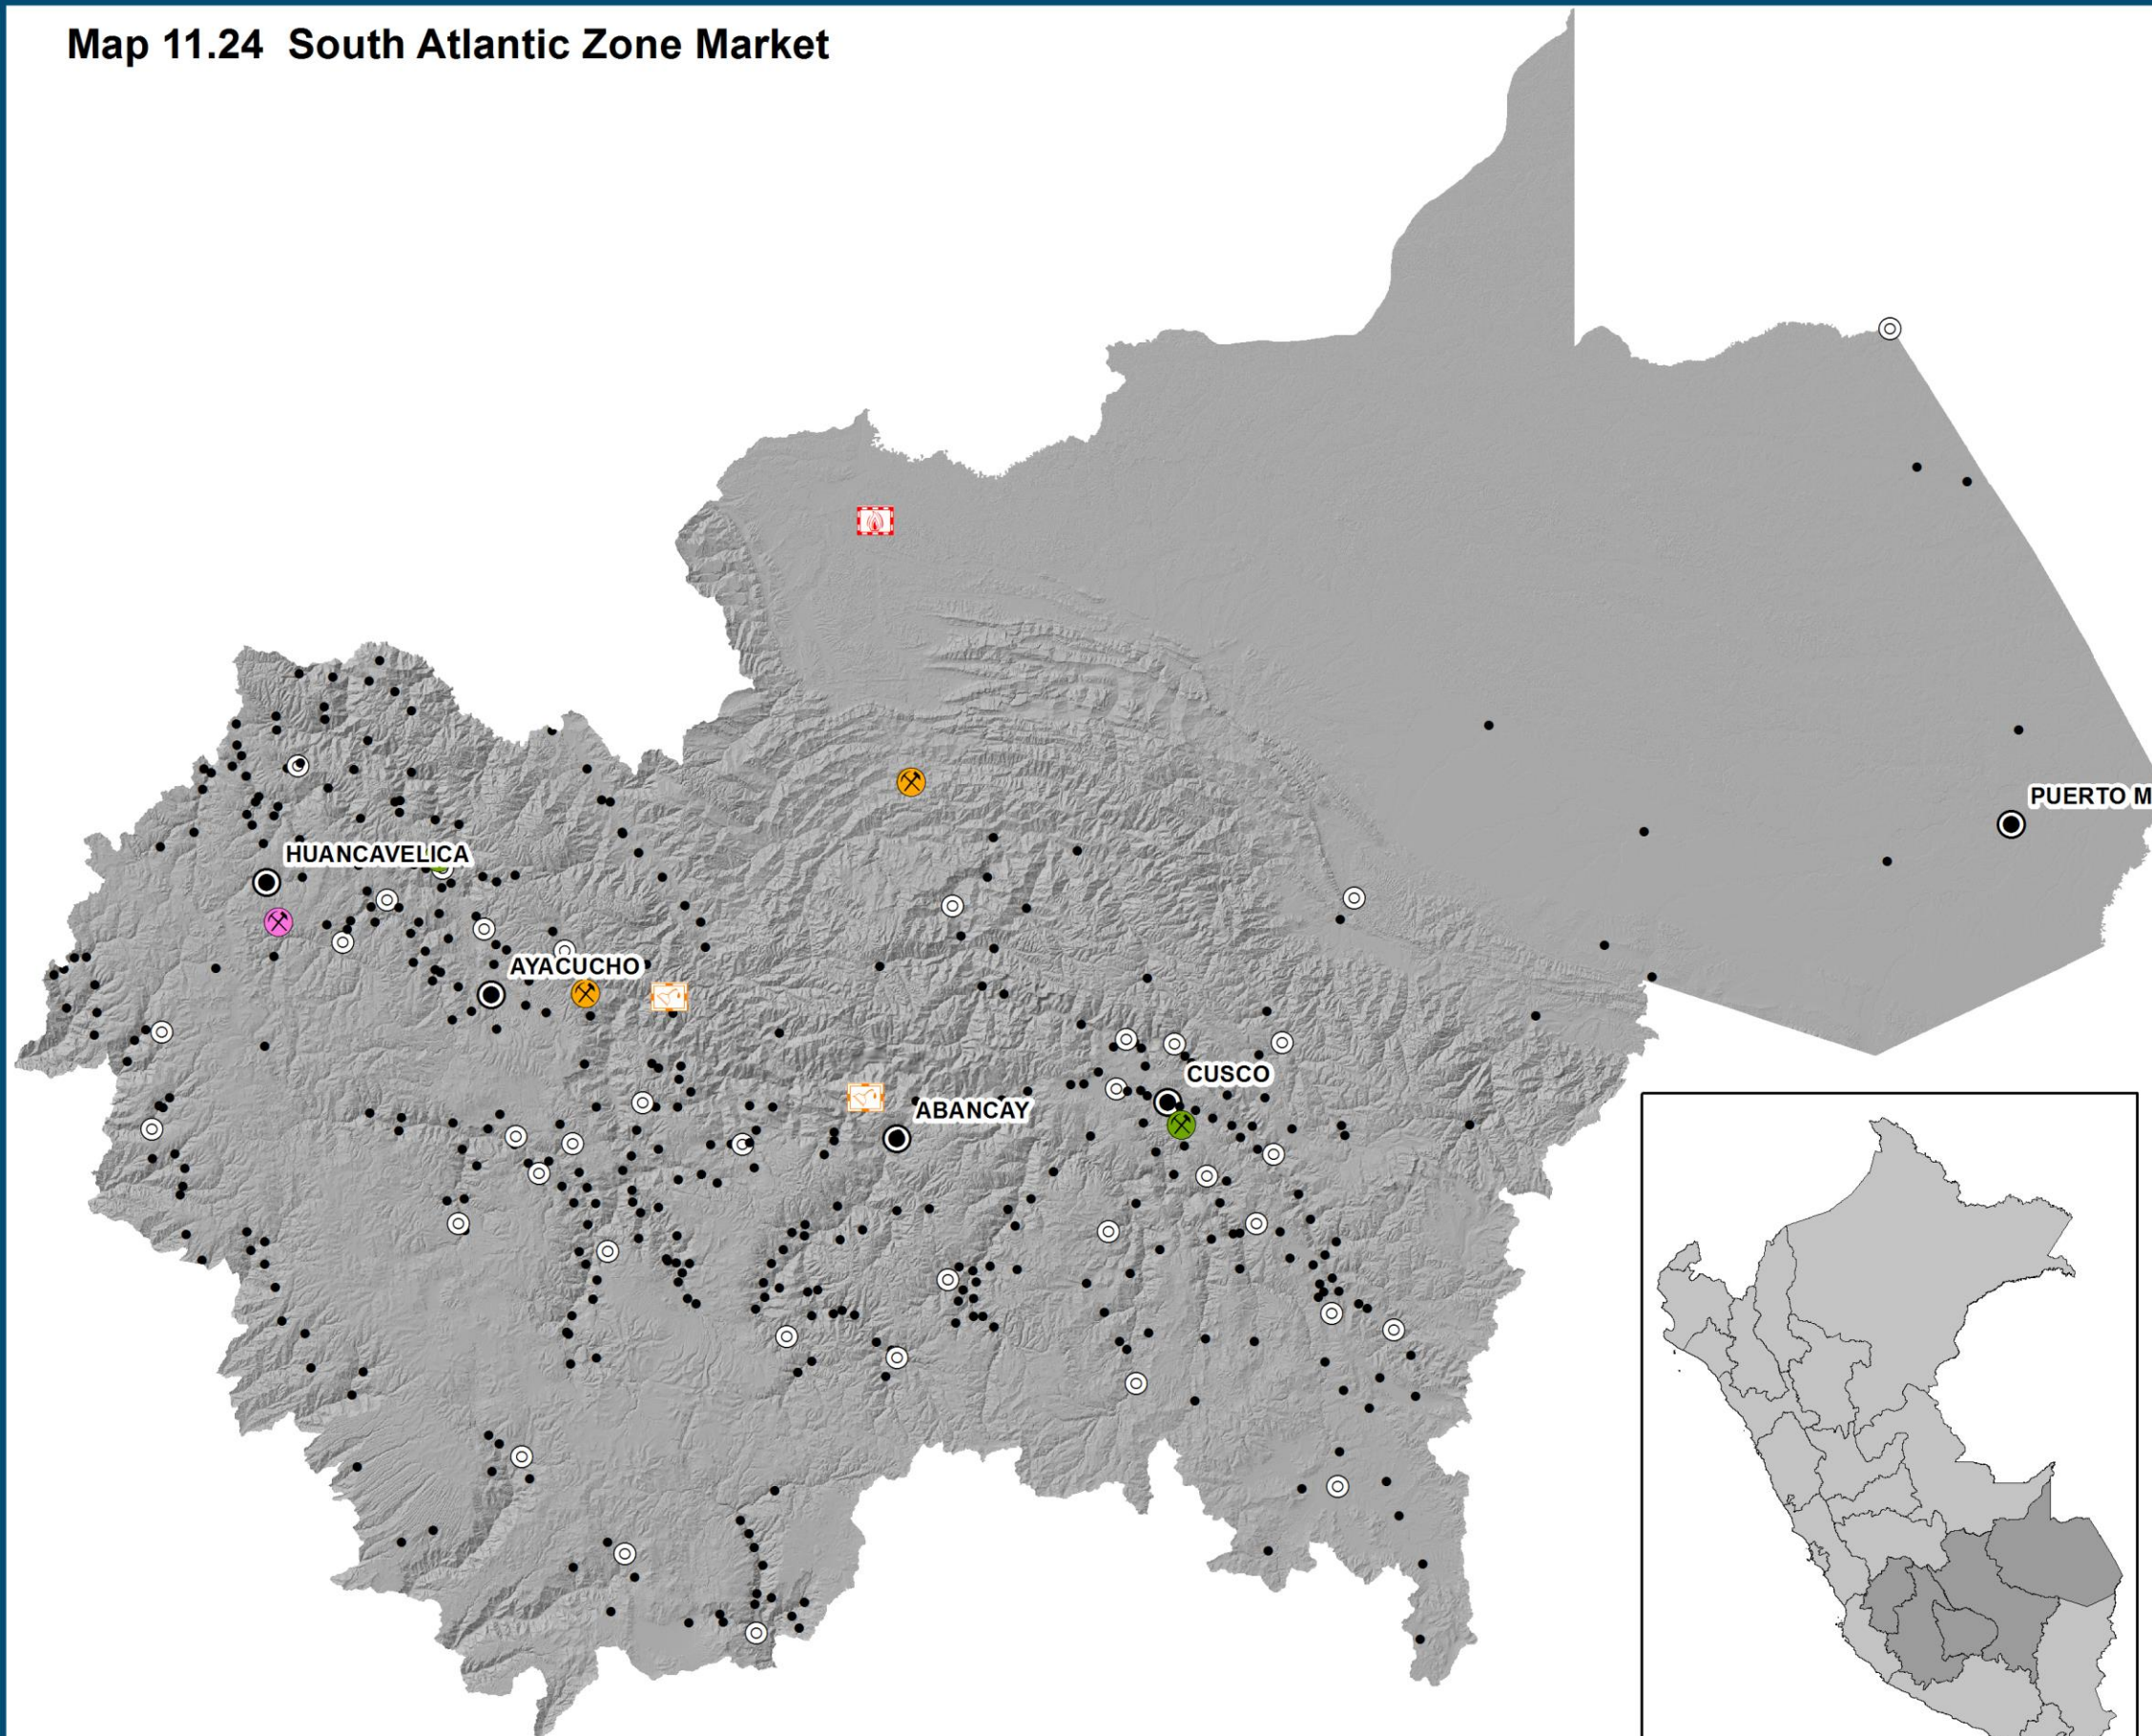 Map 11.24 South Atlantic Zone Market
PUERTO M
HUANCAVELICA
AYACUCHO
CUSCO
ABANCAY